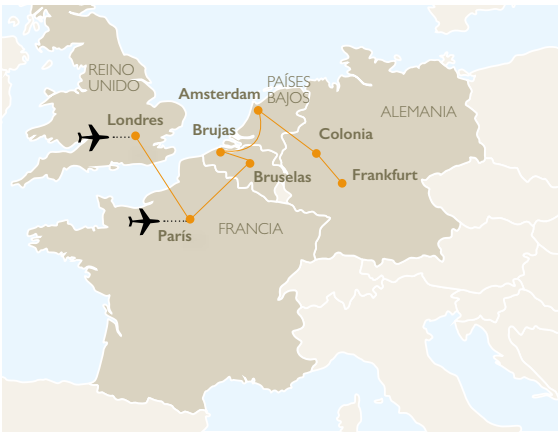 REINO
UNIDO
PAÍSES
BAJOS
Amsterdam
ALEMANIA
Londres
Brujas
Colonia
Bruselas
Frankfurt
París
FRANCIA